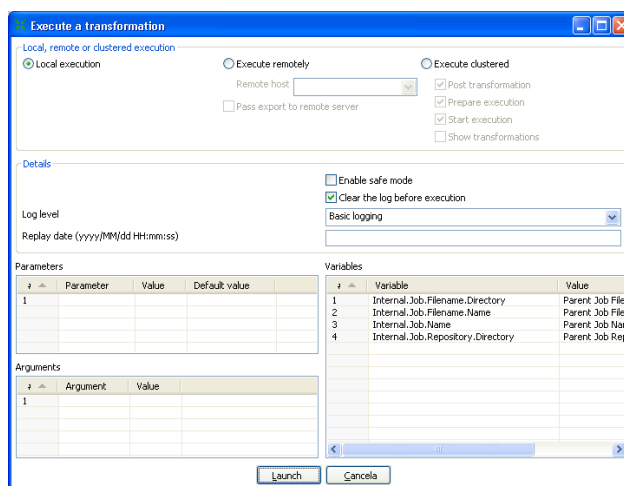 Execute a transformation
Local, remote or clustered execution
Local execution
Execute remotely
Execute clustered
Remote host
Post transformation
Pass export to remote server
Prepare execution
Start execution
Show transformations
Details
Enable safe mode
Clear the log before execution
Log level
Basic logging
Replay date (yyyy/MM/dd HH:mm:ss)
Parameters
Parameter Value Default value
1
Variables
Variable Value
1 Internal.Job.Filename.Directory Parent Job File
2 Internal.Job.Filename.Name Parent Job File
3 Internal.Job.Name Parent Job Nam
4 Internal.Job.Repository.Directory Parent Job Rep
Arguments
Argument Value
1
Launch
Cancela